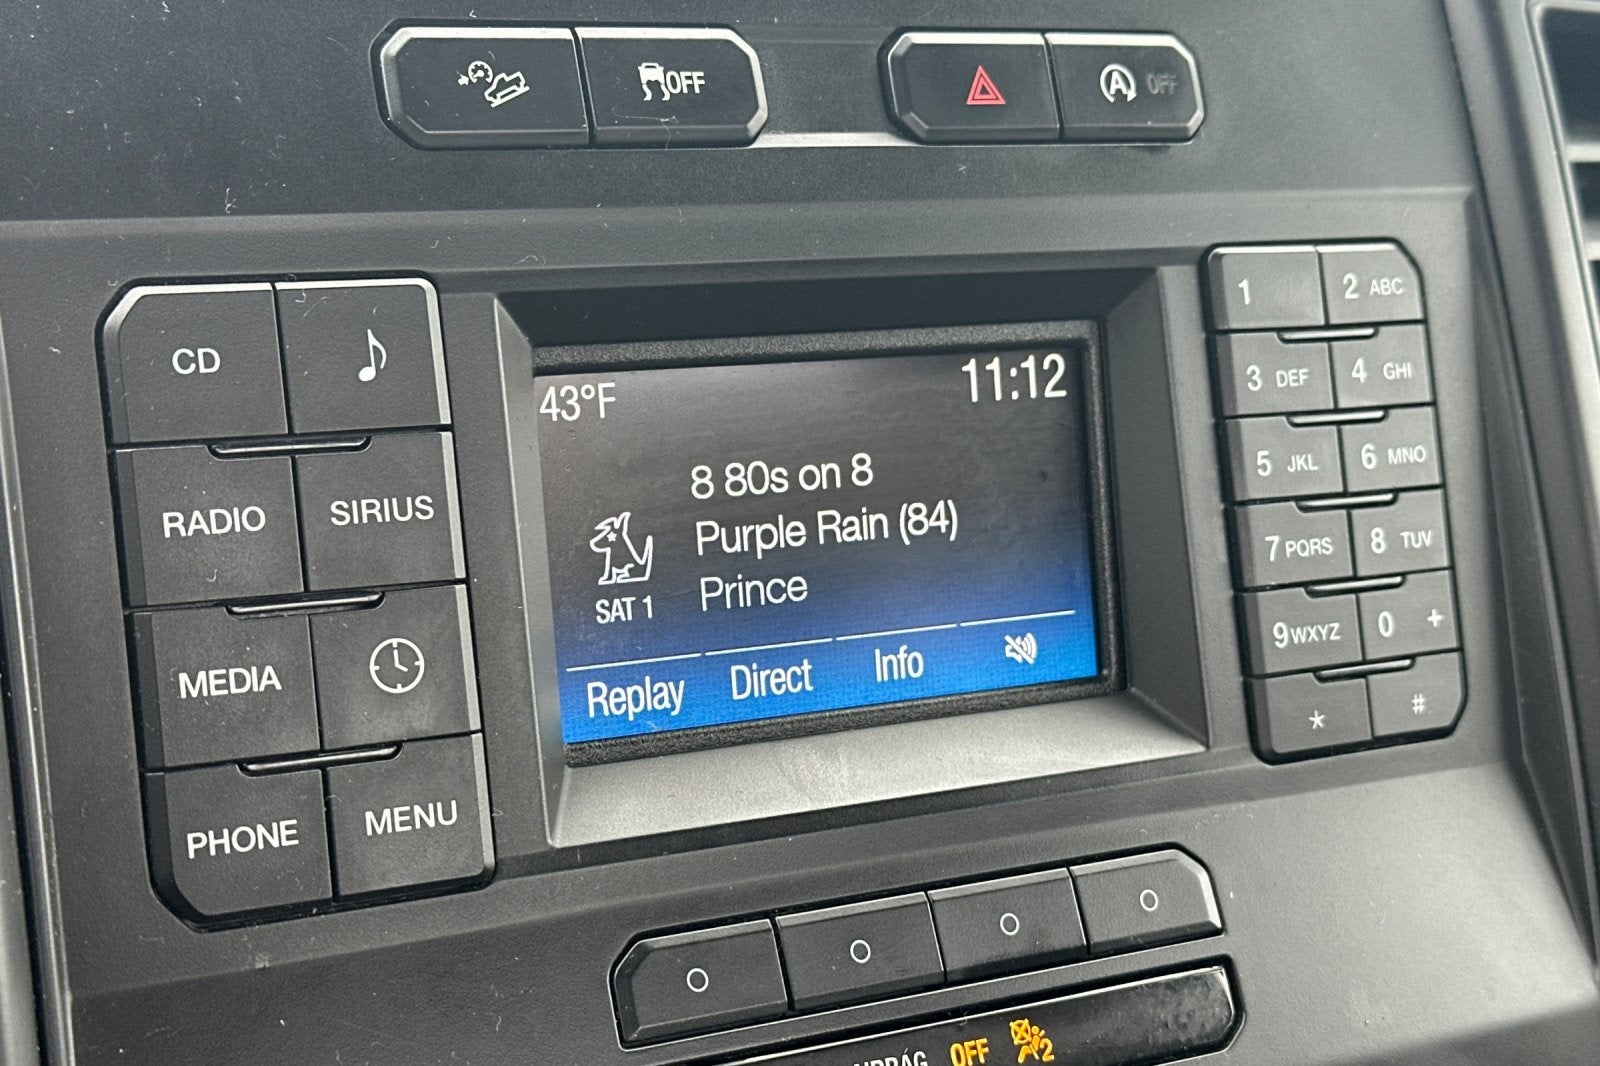 OFF
A OFF
CD
RADIO SIRIUS
MEDIA
PHONE MENU
43°F 11:12
8 80s on 8
Purple Rain (84)
Prince
SAT 1
Replay Direct Info
1 2 ABC
3 DEF 4 GHI
5 JKL 6 MNO
7 PQRS 8 TUV
9 WXYZ 0 +
* #
OFF 2